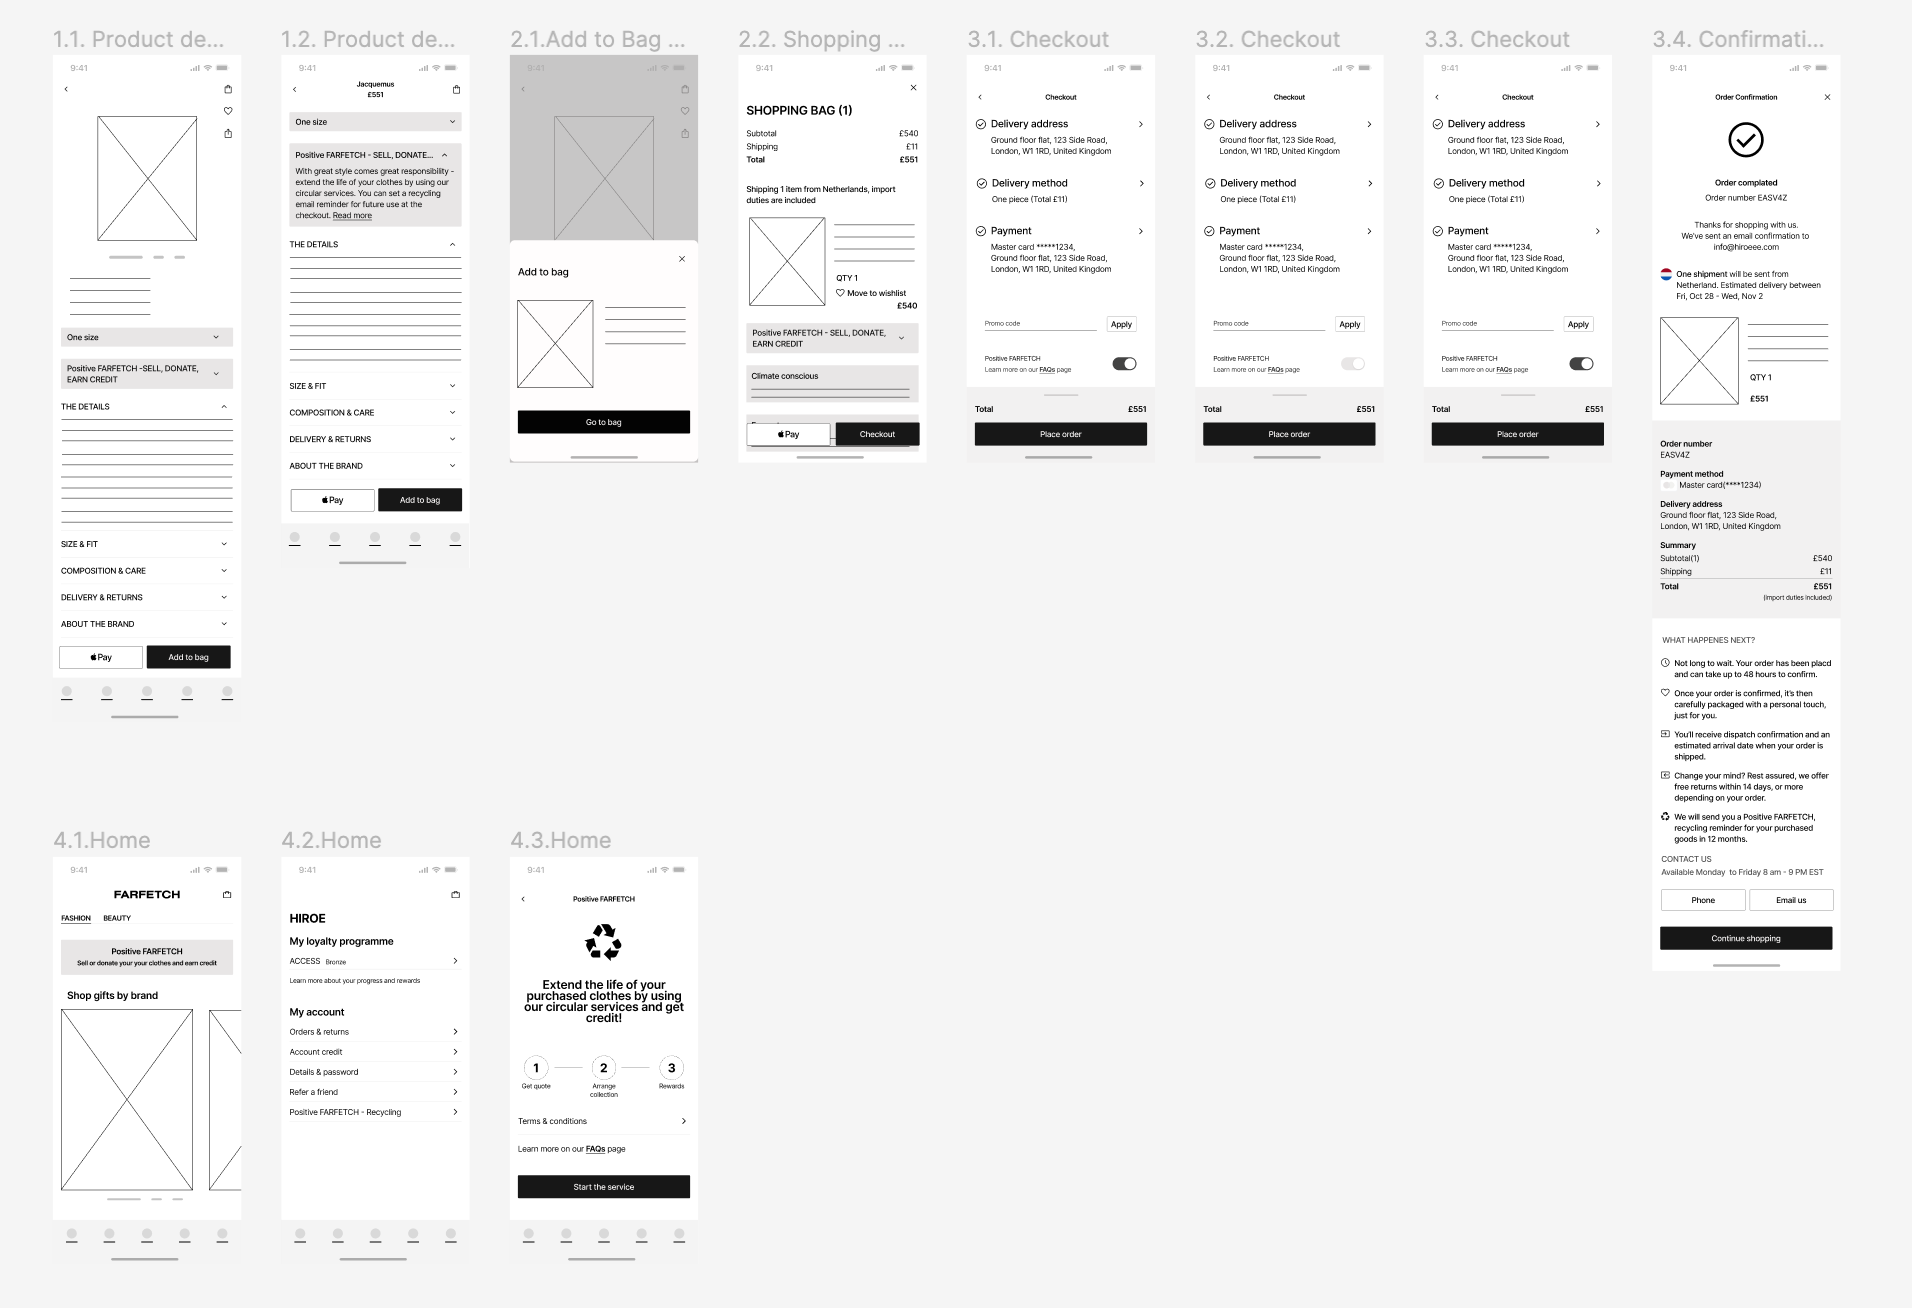 1.1. Product de...
9:41
One size
Positive FARFETCH -SELL, DONATE,
EARN CREDIT
THE DETAILS
SIZE & FIT
COMPOSITION & CARE
DELIVERY & RETURNS
ABOUT THE BRAND
Pay
Add to bag
1.2. Product de...
9:41
Jacquemus
£551
One size
Positive FARFETCH - SELL, DONATE...
With great style comes great responsibility -
extend the life of your clothes by using our
circular services. You can set a recycling
email reminder for future use at the
checkout. Read more
THE DETAILS
SIZE & FIT
COMPOSITION & CARE
DELIVERY & RETURNS
ABOUT THE BRAND
Pay
Add to bag
2.1.Add to Bag ...
9:41
Add to bag
Go to bag
2.2. Shopping ...
9:41
SHOPPING BAG (1)
Subtotal £540
Shipping £11
Total £551
Shipping 1 item from Netherlands, import
duties are included
QTY 1
Move to wishlist
£540
Positive FARFETCH - SELL, DONATE,
EARN CREDIT
Climate conscious
Pay
Checkout
3.1. Checkout
9:41
Checkout
Delivery address
Ground floor flat, 123 Side Road,
London, W1 1RD, United Kingdom
Delivery method
One piece (Total £11)
Payment
Master card *****1234,
Ground floor flat, 123 Side Road,
London, W1 1RD, United Kingdom
Promo code
Apply
Positive FARFETCH
Learn more on our FAQs page
Total £551
Place order
3.2. Checkout
9:41
Checkout
Delivery address
Ground floor flat, 123 Side Road,
London, W1 1RD, United Kingdom
Delivery method
One piece (Total £11)
Payment
Master card *****1234,
Ground floor flat, 123 Side Road,
London, W1 1RD, United Kingdom
Promo code
Apply
Positive FARFETCH
Learn more on our FAQs page
Total £551
Place order
3.3. Checkout
9:41
Checkout
Delivery address
Ground floor flat, 123 Side Road,
London, W1 1RD, United Kingdom
Delivery method
One piece (Total £11)
Payment
Master card *****1234,
Ground floor flat, 123 Side Road,
London, W1 1RD, United Kingdom
Promo code
Apply
Positive FARFETCH
Learn more on our FAQs page
Total £551
Place order
3.4. Confirmati...
9:41
Order Confirmation
Order complated
Order number EASV4Z
Thanks for shopping with us.
We've sent an email confirmation to
info@hiroeee.com
One shipment will be sent from
Netherland. Estimated delivery between
Fri, Oct 28 - Wed, Nov 2
QTY 1
£551
Order number
EASV4Z
Payment method
Master card(****1234)
Delivery address
Ground floor flat, 123 Side Road,
London, W1 1RD, United Kingdom
Summary
Subtotal(1) £540
Shipping £11
Total £551
(Import duties included)
WHAT HAPPENES NEXT?
Not long to wait. Your order has been placd
and can take up to 48 hours to confirm.
Once your order is confirmed, it's then
carefully packaged with a personal touch,
just for you.
You'll receive dispatch confirmation and an
estimated arrival date when your order is
shipped.
Change your mind? Rest assured, we offer
free returns within 14 days, or more
depending on your order.
We will send you a Positive FARFETCH,
recycling reminder for your purchased
goods in 12 months.
CONTACT US
Available Monday to Friday 8 am - 9 PM EST
Phone
Email us
Continue shopping
4.1.Home
9:41
FARFETCH
FASHION BEAUTY
Positive FARFETCH
Sell or donate your your clothes and earn credit
Shop gifts by brand
4.2.Home
9:41
HIROE
My loyalty programme
ACCESS Bronze
Learn more about your progress and rewards
My account
Orders & returns
Account credit
Details & password
Refer a friend
Positive FARFETCH - Recycling
4.3.Home
9:41
Positive FARFETCH
Extend the life of your
purchased clothes by using
our circular services and get
credit!
1 2 3
Get quote
Arrange
collection
Rewards
Terms & conditions
Learn more on our FAQs page
Start the service